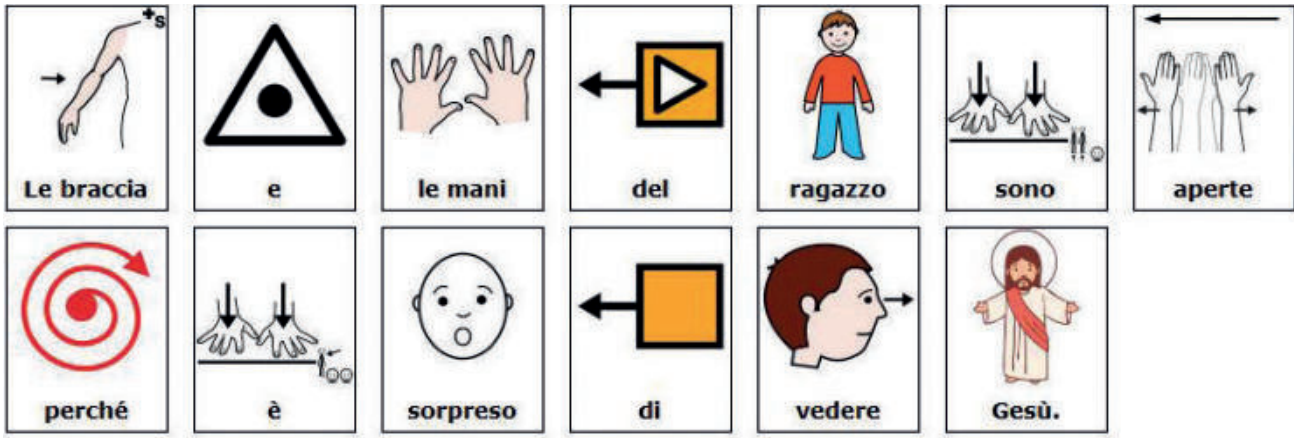 +s
Le braccia e le mani del ragazzo sono aperte
perché è sorpreso di vedere Gesù.